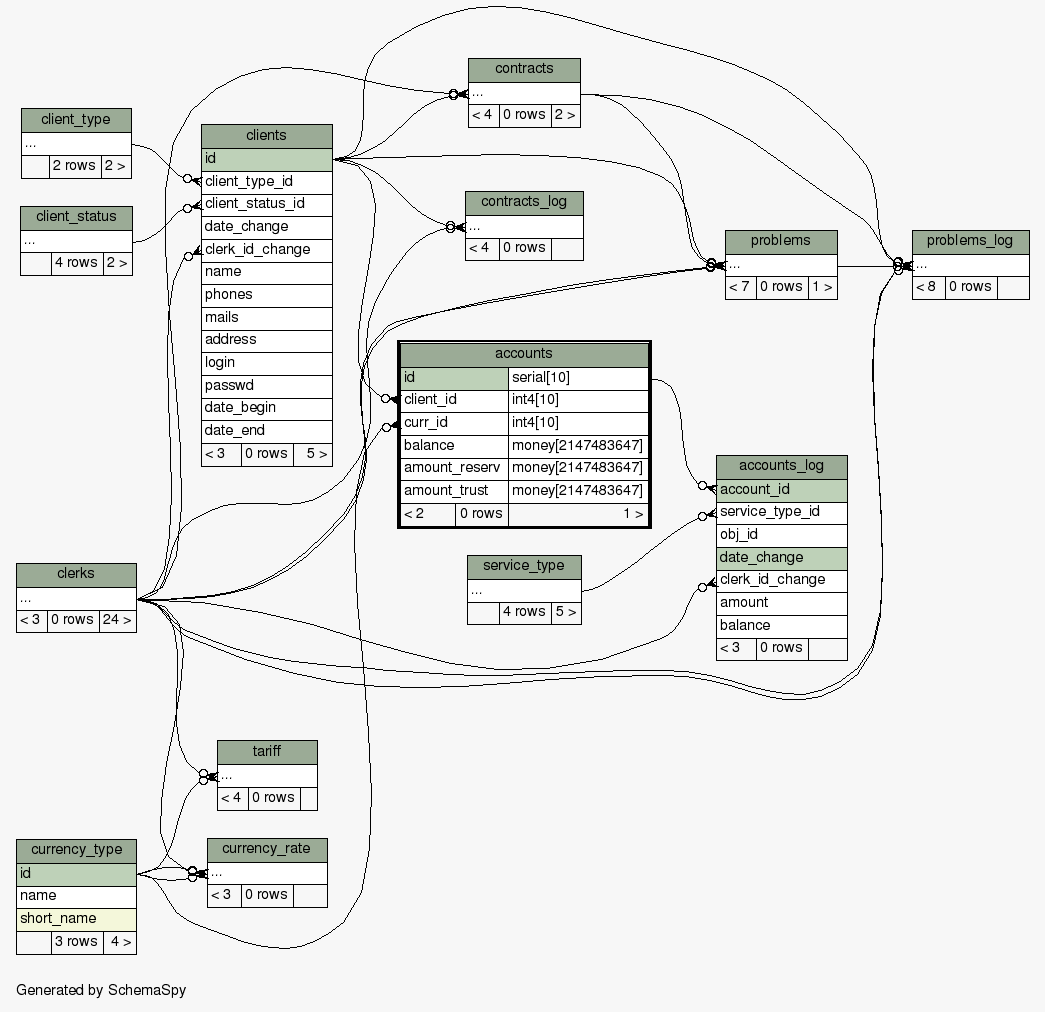 contracts
...
< 4 0 rows 2 >
client_type
...
2 rows 2 >
clients
id
client_type_id
client_status_id
date_change
clerk_id_change
name
phones
mails
address
login
passwd
date_begin
date_end
< 3 0 rows 5 >
contracts_log
...
< 4 0 rows
client_status
...
4 rows 2 >
problems
...
< 7 0 rows 1 >
problems_log
...
< 8 0 rows
accounts
id serial[10]
client_id int4[10]
curr_id int4[10]
balance money[2147483647]
amount_reserv money[2147483647]
amount_trust money[2147483647]
< 2 0 rows 1 >
accounts_log
account_id
service_type_id
obj_id
date_change
clerk_id_change
amount
balance
< 3 0 rows
service_type
...
4 rows 5 >
clerks
...
< 3 0 rows 24 >
tariff
...
< 4 0 rows
currency_type
id
name
short_name
3 rows 4 >
currency_rate
...
< 3 0 rows
Generated by SchemaSpy